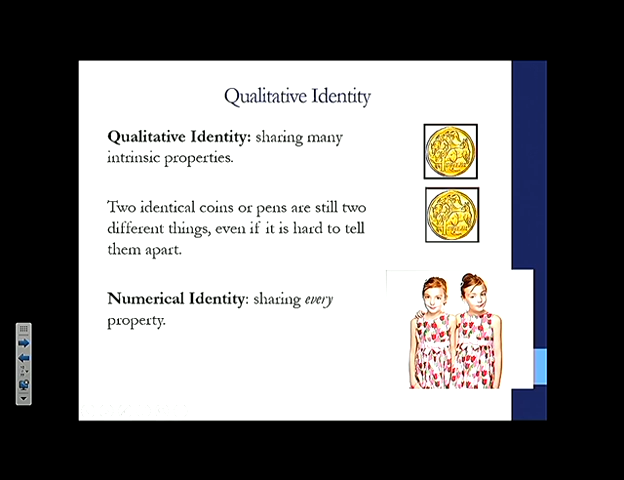 Qualitative Identity
Qualitative Identity: sharing many
intrinsic properties.
Two identical coins or pens are still two
different things, even if it is hard to tell
them apart.
Numerical Identity: sharing every
property.